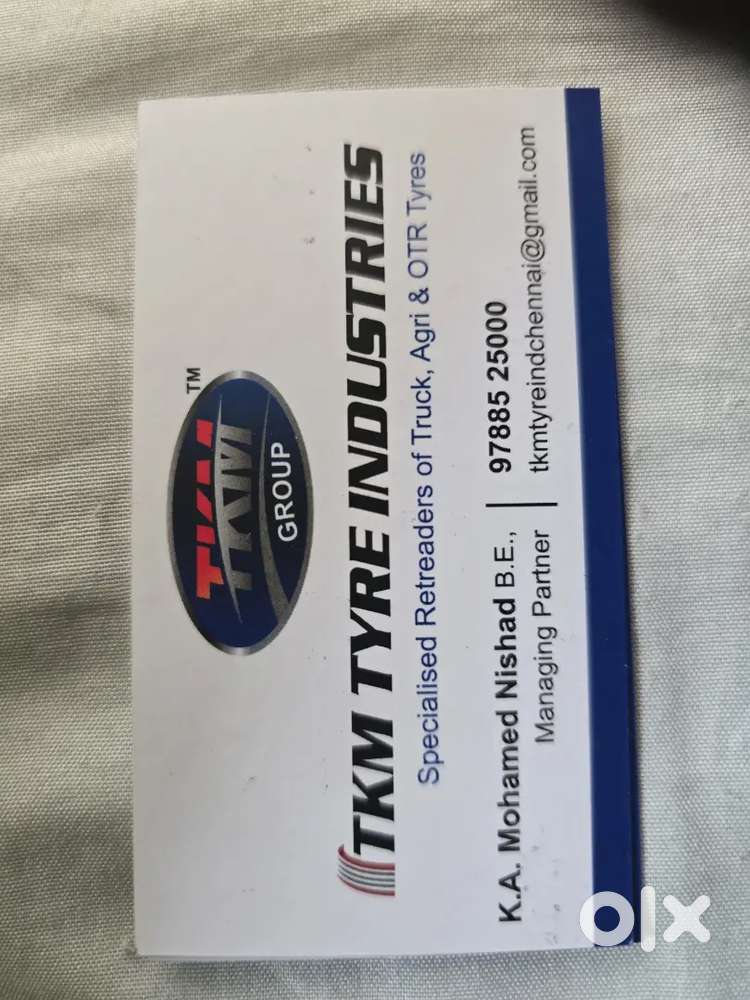 TKM
GROUP
TM
TKM TYRE INDUSTRIES
Specialised Retreaders of Truck, Agri & OTR Tyres
K.A. Mohamed Nishad B.E., | 97885 25000
Managing Partner | tkmtyreindchennai@gmail.com
olx